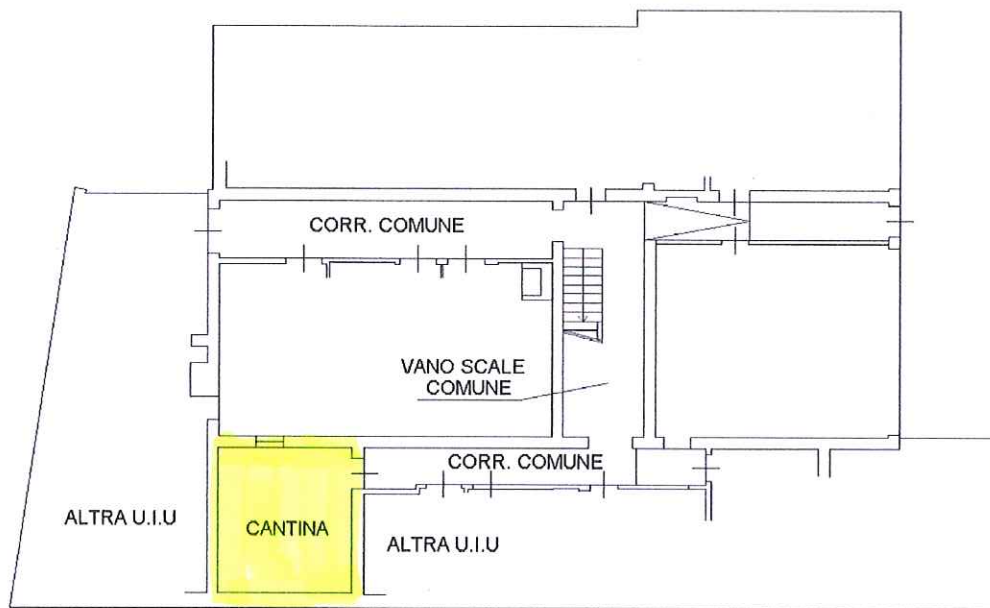 CORR. COMUNE
VANO SCALE
COMUNE
CORR. COMUNE
ALTRA U.I.U
CANTINA
ALTRA U.I.U